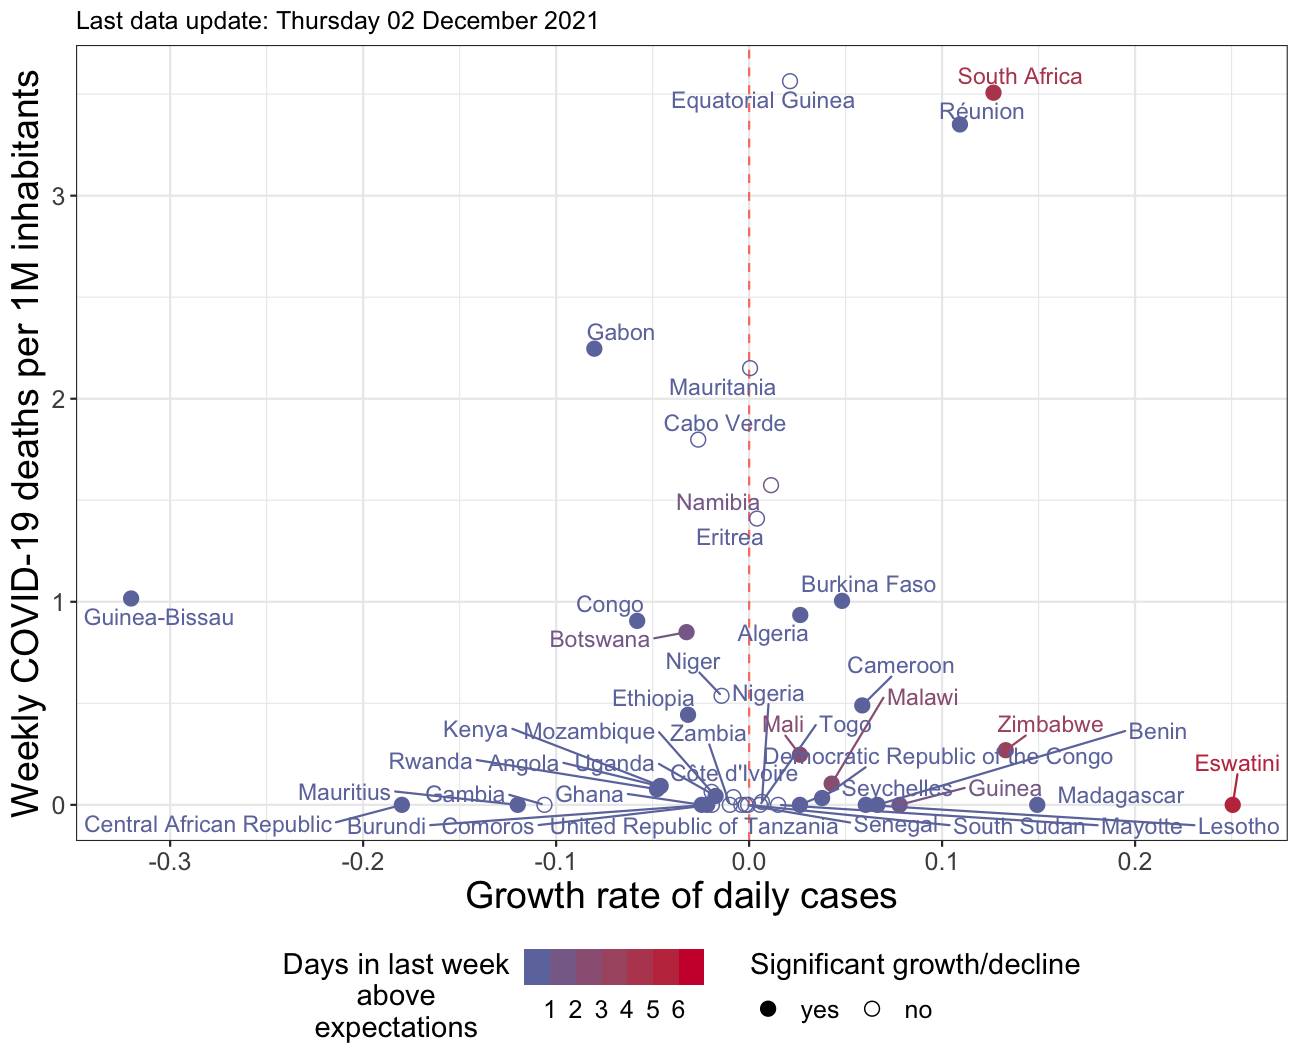 Last data update: Thursday 02 December 2021
Weekly COVID-19 deaths per 1M inhabitants
South Africa
Equatorial Guinea
Réunion
3
Gabon
Mauritania
2
Cabo Verde
Namibia
Eritrea
Burkina Faso
1
Congo
Guinea-Bissau
Algeria
Botswana
Niger
Cameroon
Nigeria
Ethiopia
Malawi
Mali
Togo
Zimbabwe
Kenya
Mozambique
Zambia
Benin
Democratic Republic of the Congo
Rwanda
Angola
Uganda
Eswatini
Côte d'Ivoire
Seychelles
Guinea
Mauritius
Gambia
Ghana
Madagascar
0
Central African Republic
Burundi
Comoros
United Republic of Tanzania
Senegal
South Sudan
Mayotte
Lesotho
-0.3
-0.2
-0.1
0.0
0.1
0.2
Growth rate of daily cases
Days in last week
above
expectations
1 2 3 4 5 6
Significant growth/decline
yes
no